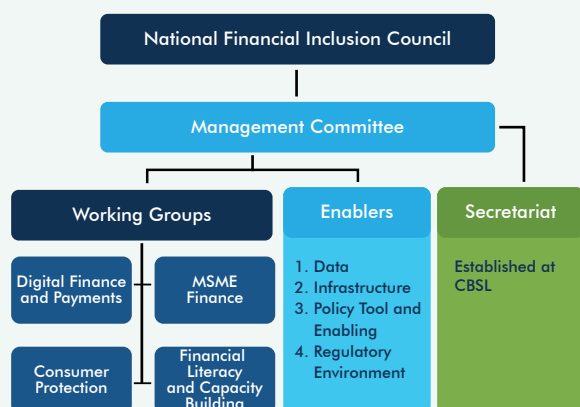 National Financial Inclusion Council
Management Committee
Working Groups
Digital Finance
and Payments
MSME
Finance
Consumer
Protection
Financial
Literacy
and Capacity
Building
Enablers
1. Data
2. Infrastructure
3. Policy Tool and
Enabling
4. Regulatory
Environment
Secretariat
Established at
CBSL